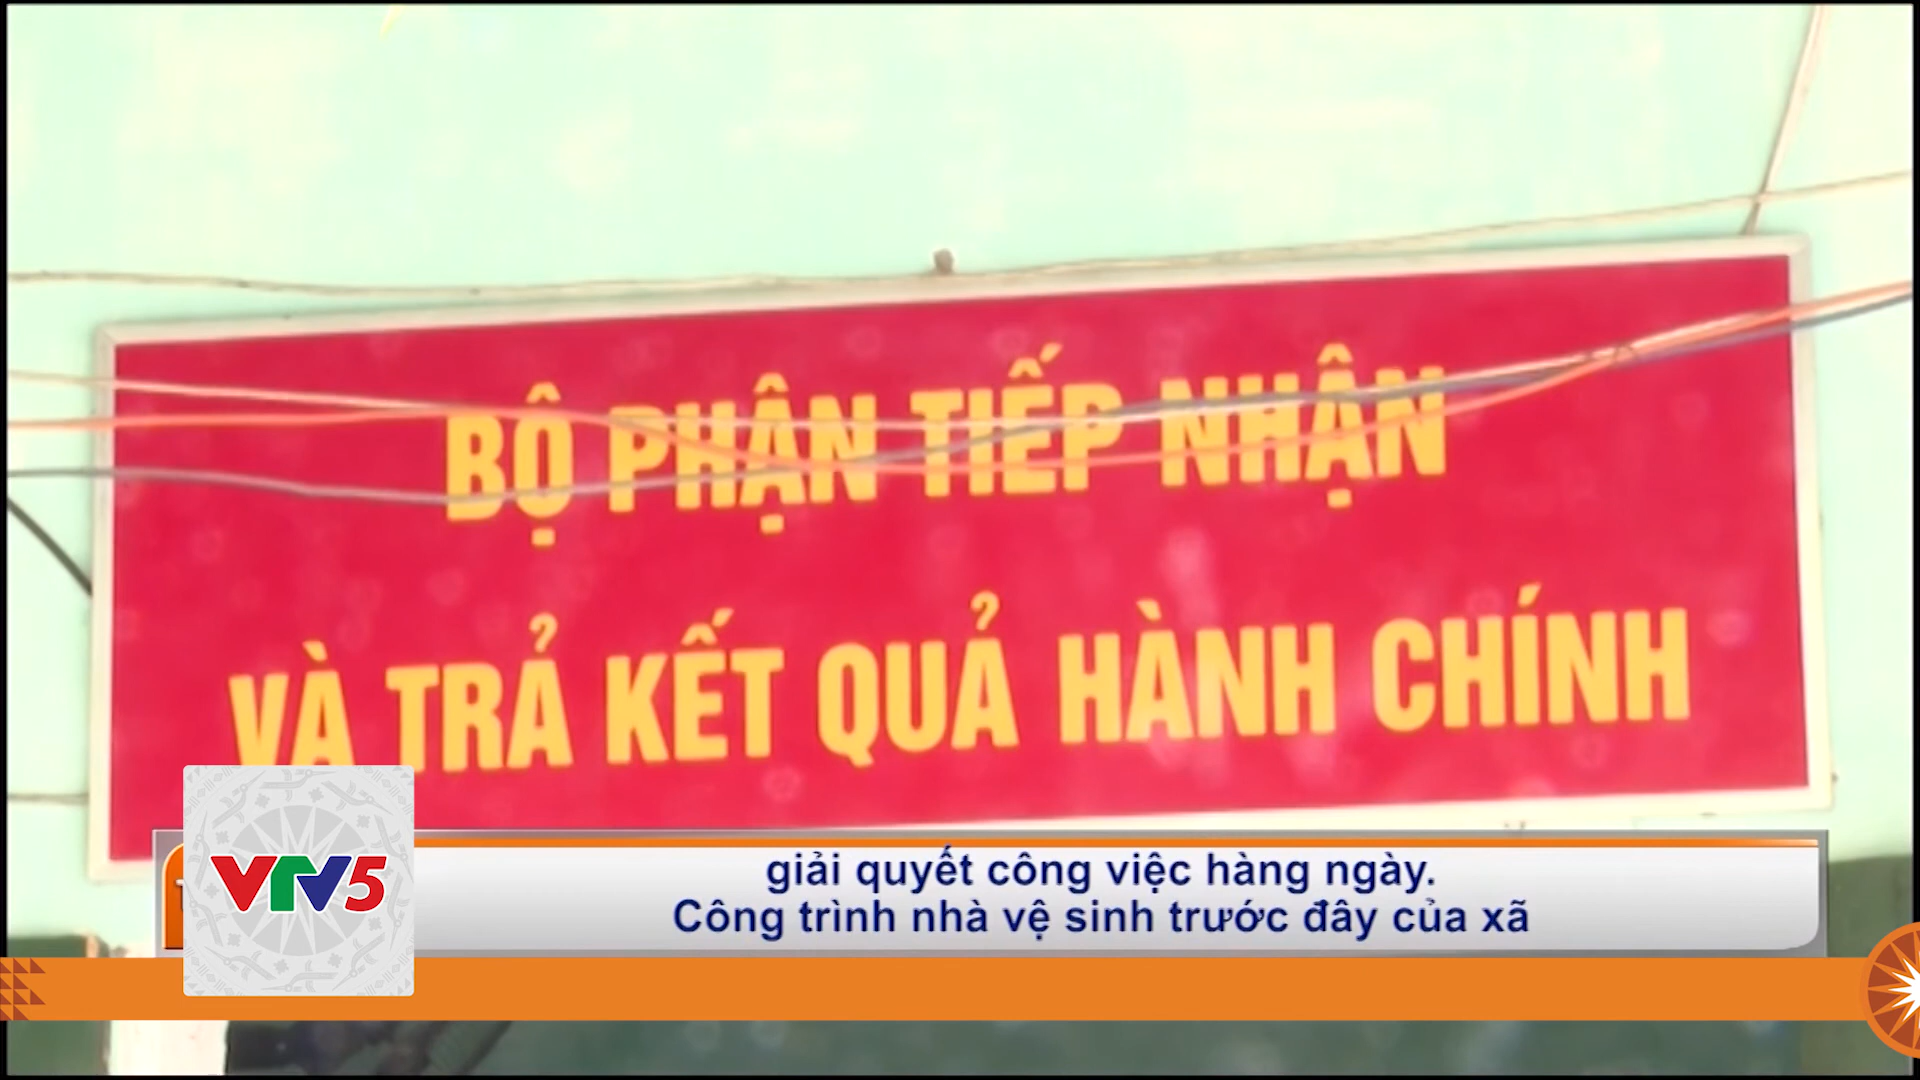 BỘ PHẬN TIẾP NHẬN
VÀ TRẢ KẾT QUẢ HÀNH CHÍNH
giải quyết công việc hàng ngày.
Công trình nhà vệ sinh trước đây của xã
VTV5